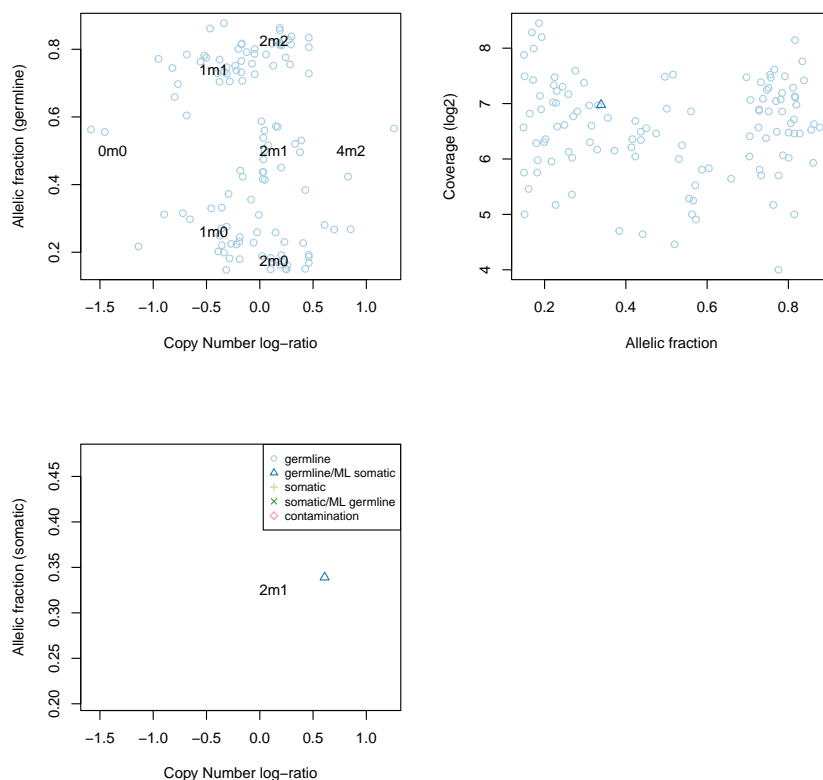 0.8
0.6
0.4
0.2
Allelic fraction (germline)
2m2
1m1
0m0
2m1
4m2
1m0
2m0
−1.5 −1.0 −0.5 0.0 0.5 1.0
Copy Number log−ratio
8
7
6
5
4
Coverage (log2)
0.2 0.4 0.6 0.8
Allelic fraction
0.45
0.40
0.35
0.30
0.25
0.20
Allelic fraction (somatic)
germline
germline/ML somatic
somatic
somatic/ML germline
contamination
2m1
−1.5 −1.0 −0.5 0.0 0.5 1.0
Copy Number log−ratio